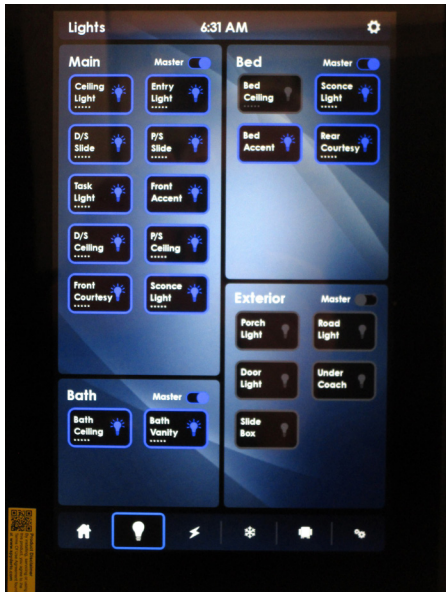 Lights
6:31 AM
Main
Master
Ceiling
Light
Entry
Light
D/S
Slide
P/S
Slide
Task
Light
Front
Accent
D/S
Ceiling
P/S
Ceiling
Front
Courtesy
Sconce
Light
Bath
Master
Bath
Ceiling
Bath
Vanity
Bed
Master
Bed
Ceiling
Sconce
Light
Bed
Accent
Rear
Courtesy
Exterior
Master
Porch
Light
Road
Light
Door
Light
Under
Coach
Slide
Box
Product Disclaimer